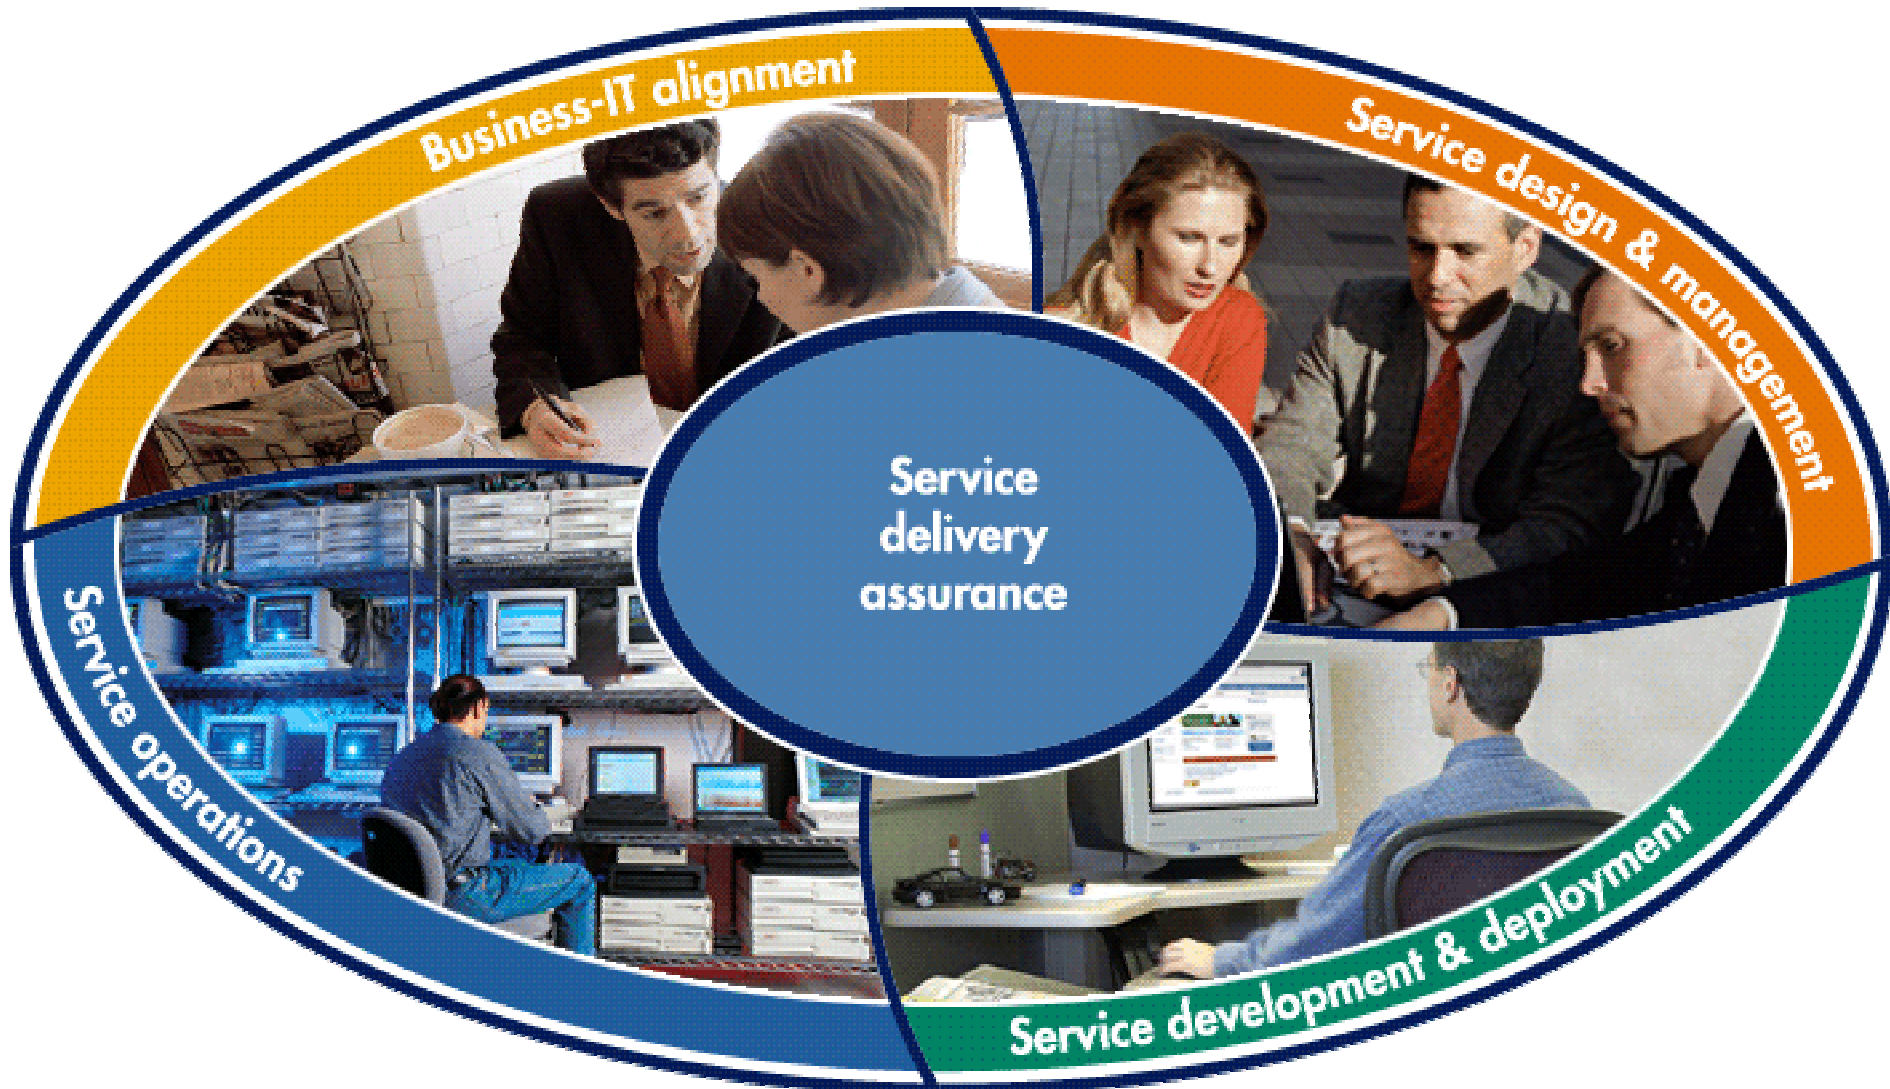 Business-IT alignment
Service design & management
Service
delivery
assurance
Service operations
Service development & deployment